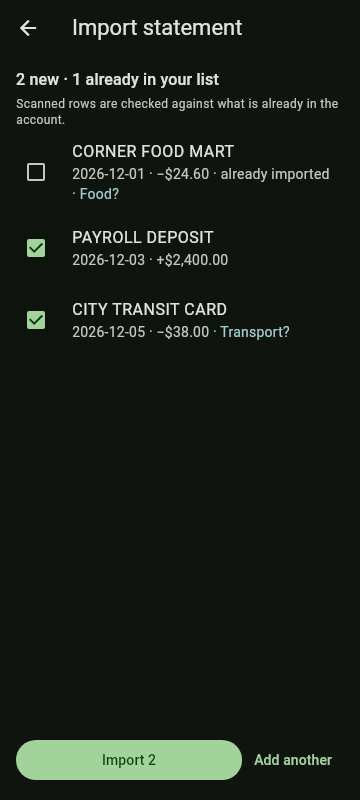 Import statement
2 new · 1 already in your list
Scanned rows are checked against what is already in the
account.
CORNER FOOD MART
2026-12-01 · −$24.60 · already imported
· Food?
PAYROLL DEPOSIT
2026-12-03 · +$2,400.00
CITY TRANSIT CARD
2026-12-05 · −$38.00 · Transport?
Import 2
Add another